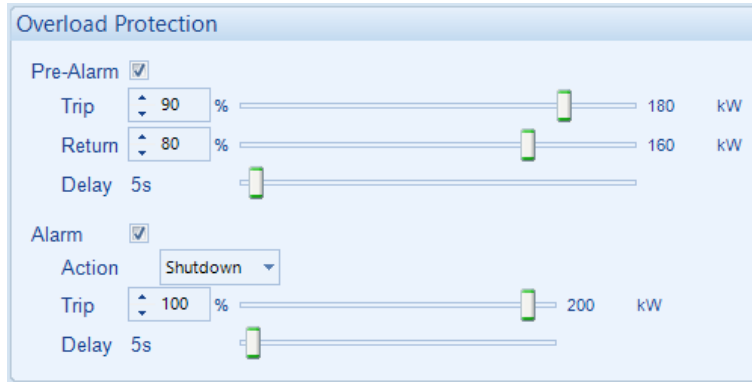 Overload Protection
Pre-Alarm
Trip 90 % 180 kW
Return 80 % 160 kW
Delay 5s
Alarm
Action Shutdown
Trip 100 % 200 kW
Delay 5s